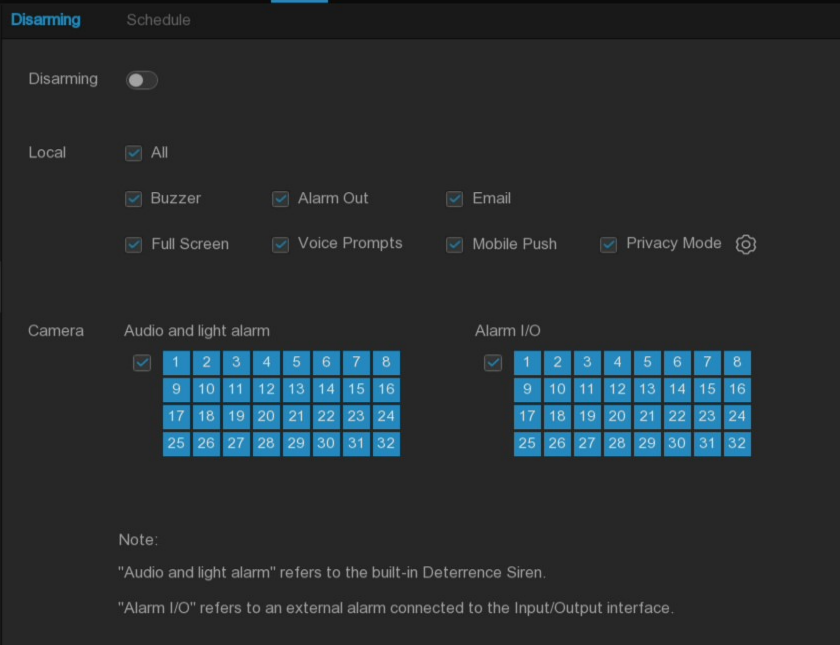 Disarming Schedule
Disarming
Local All
Buzzer Alarm Out Email
Full Screen Voice Prompts Mobile Push Privacy Mode
Camera Audio and light alarm Alarm I/O
1 2 3 4 5 6 7 8 1 2 3 4 5 6 7 8
9 10 11 12 13 14 15 16 9 10 11 12 13 14 15 16
17 18 19 20 21 22 23 24 17 18 19 20 21 22 23 24
25 26 27 28 29 30 31 32 25 26 27 28 29 30 31 32
Note:
"Audio and light alarm" refers to the built-in Deterrence Siren.
"Alarm I/O" refers to an external alarm connected to the Input/Output interface.